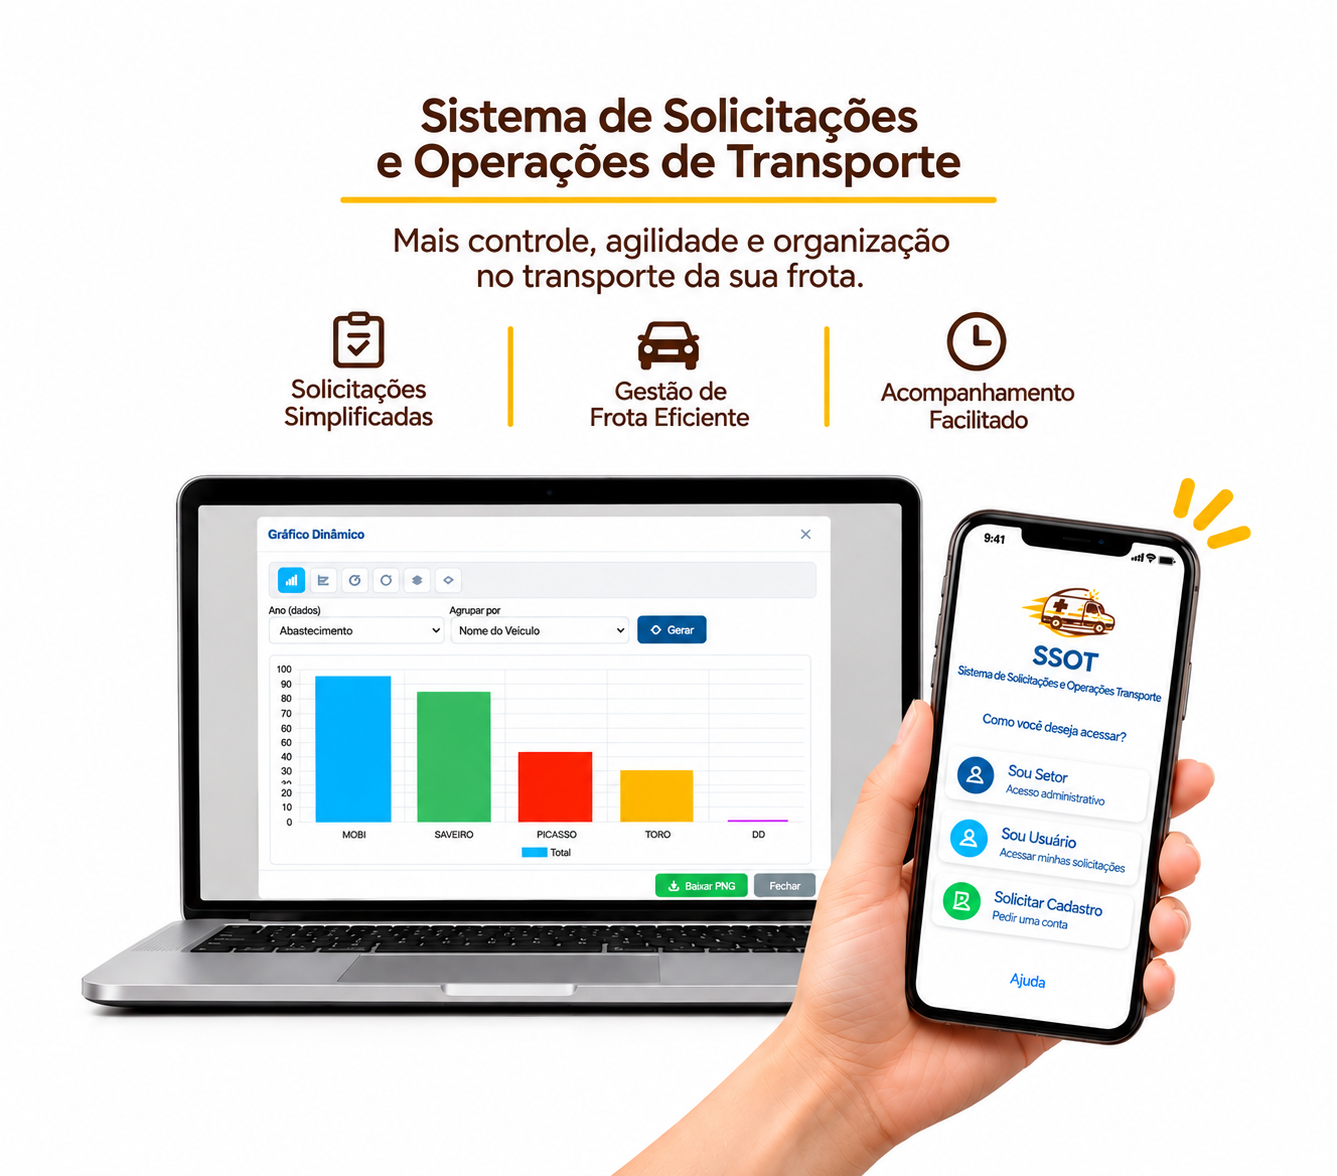 Sistema de Solicitações
e Operações de Transporte
Mais controle, agilidade e organização
no transporte da sua frota.
Solicitações
Simplificadas
Gestão de
Frota Eficiente
Acompanhamento
Facilitado
Gráfico Dinâmico
Ano (dados)
Agrupar por
Abastecimento
Nome do Veículo
Gerar
100
90
80
70
60
60
40
30
20
20
10
0
MOBI
SAVEIRO
PICASSO
TORO
DD
Total
Baixar PNG
Fechar
9:41
SSOT
Sistema de Solicitações e Operações Transporte
Como você deseja acessar?
Sou Setor
Acesso administrativo
Sou Usuário
Acessar minhas solicitações
Solicitar Cadastro
Pedir uma conta
Ajuda